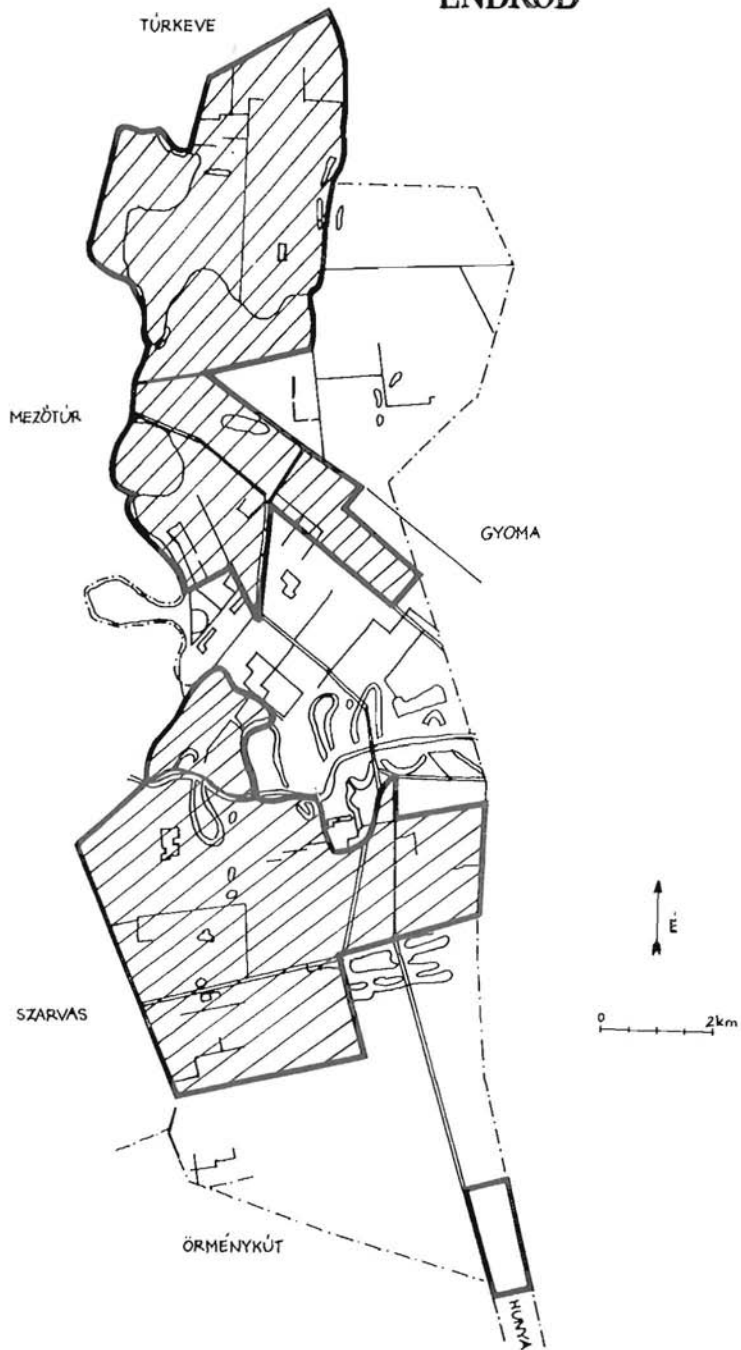 ENDRŐD
TÚRKEVE
MEZŐTÚR
GYOMA
É
SZARVAS
0 2km
ÖRMÉNYKÚT
HUNYA